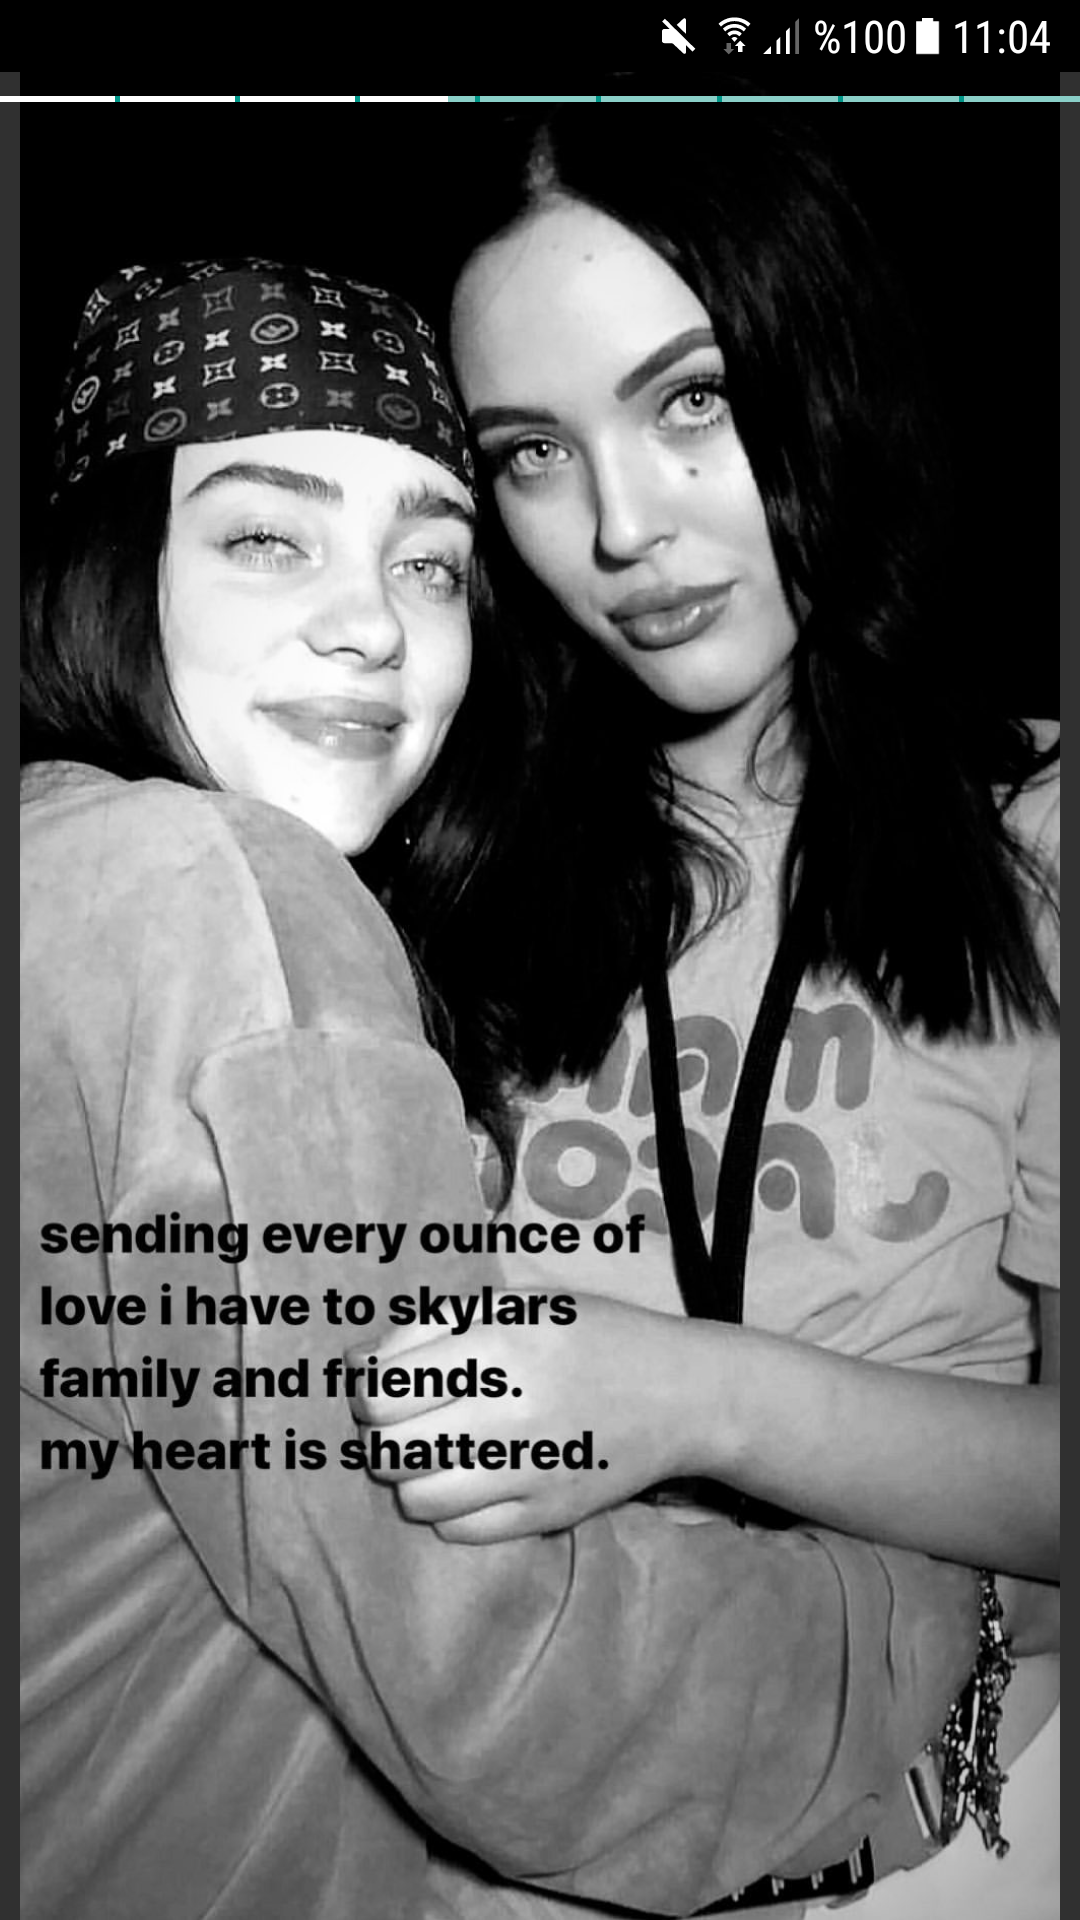 %100 11:04
sending every ounce of
love i have to skylars
family and friends.
my heart is shattered.